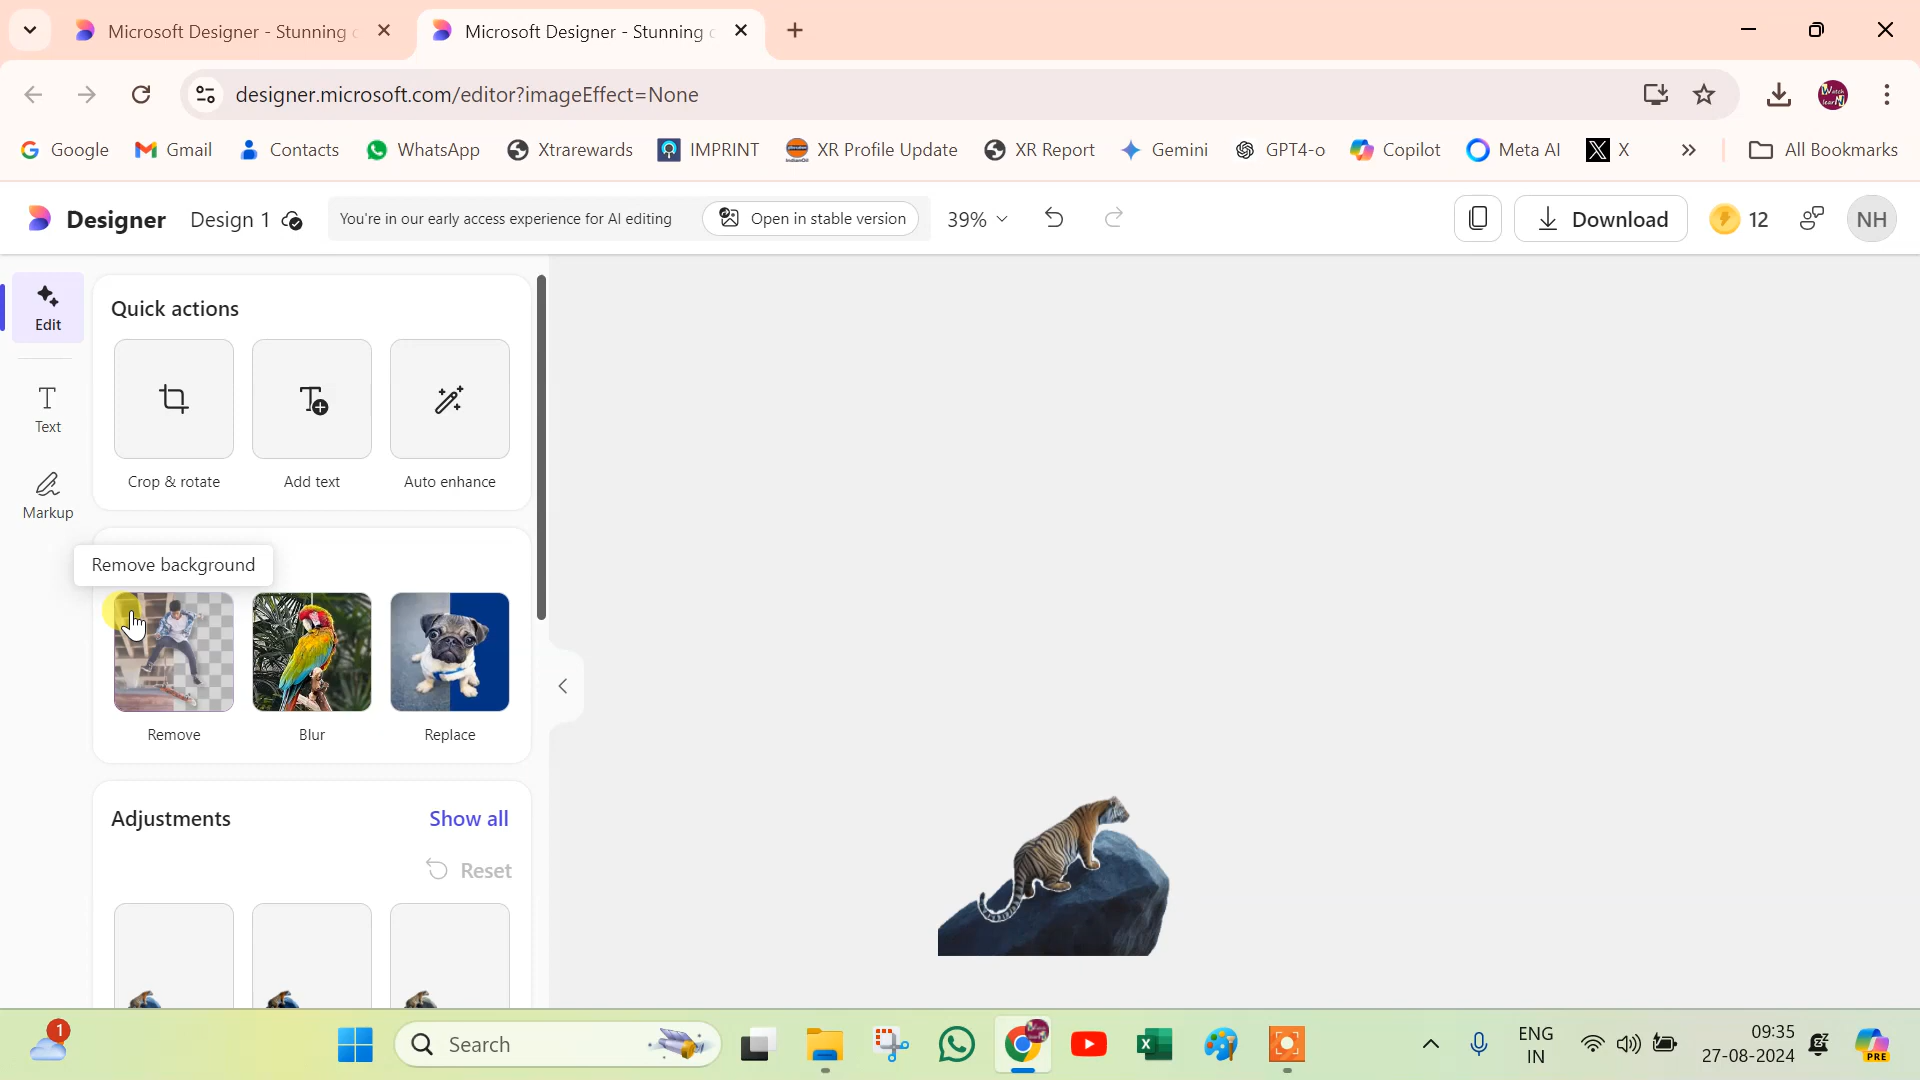 Microsoft Designer - Stunning
Microsoft Designer - Stunning
designer.microsoft.com/editor?imageEffect=None
Google
Gmail
Contacts
WhatsApp
Xtrarewards
IMPRINT
XR Profile Update
XR Report
Gemini
GPT4-o
Copilot
Meta AI
X
All Bookmarks
Designer
Design 1
You're in our early access experience for AI editing
Open in stable version
39%
Download
12
NH
Edit
Text
Markup
Quick actions
Crop & rotate
Add text
Auto enhance
Remove background
Remove
Blur
Replace
Adjustments
Show all
Reset
1
Search
ENG
IN
09:35
27-08-2024
PRE